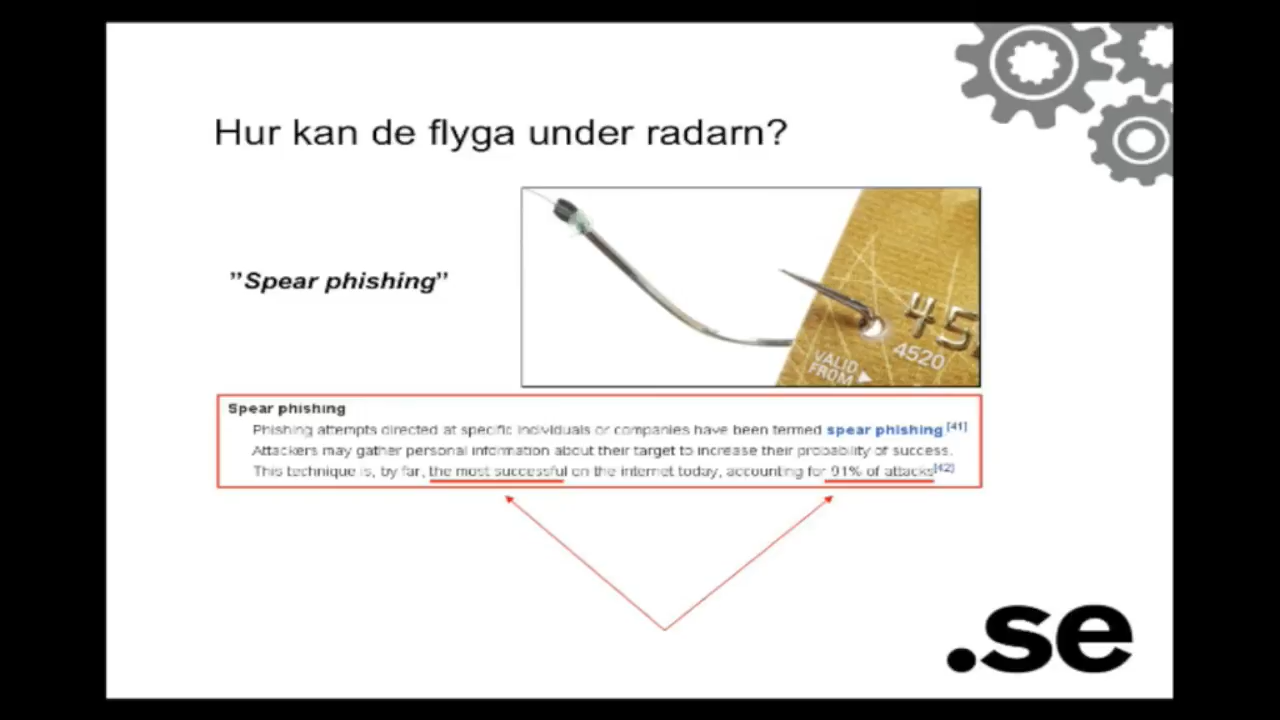 Hur kan de flyga under radarn?
”Spear phishing”
45
4520
VALID
FROM
Spear phishing
Phishing attempts directed at specific individuals or companies have been termed spear phishing.[41]
Attackers may gather personal information about their target to increase their probability of success.
This technique is, by far, the most successful on the internet today, accounting for 91% of attacks[42]
.se